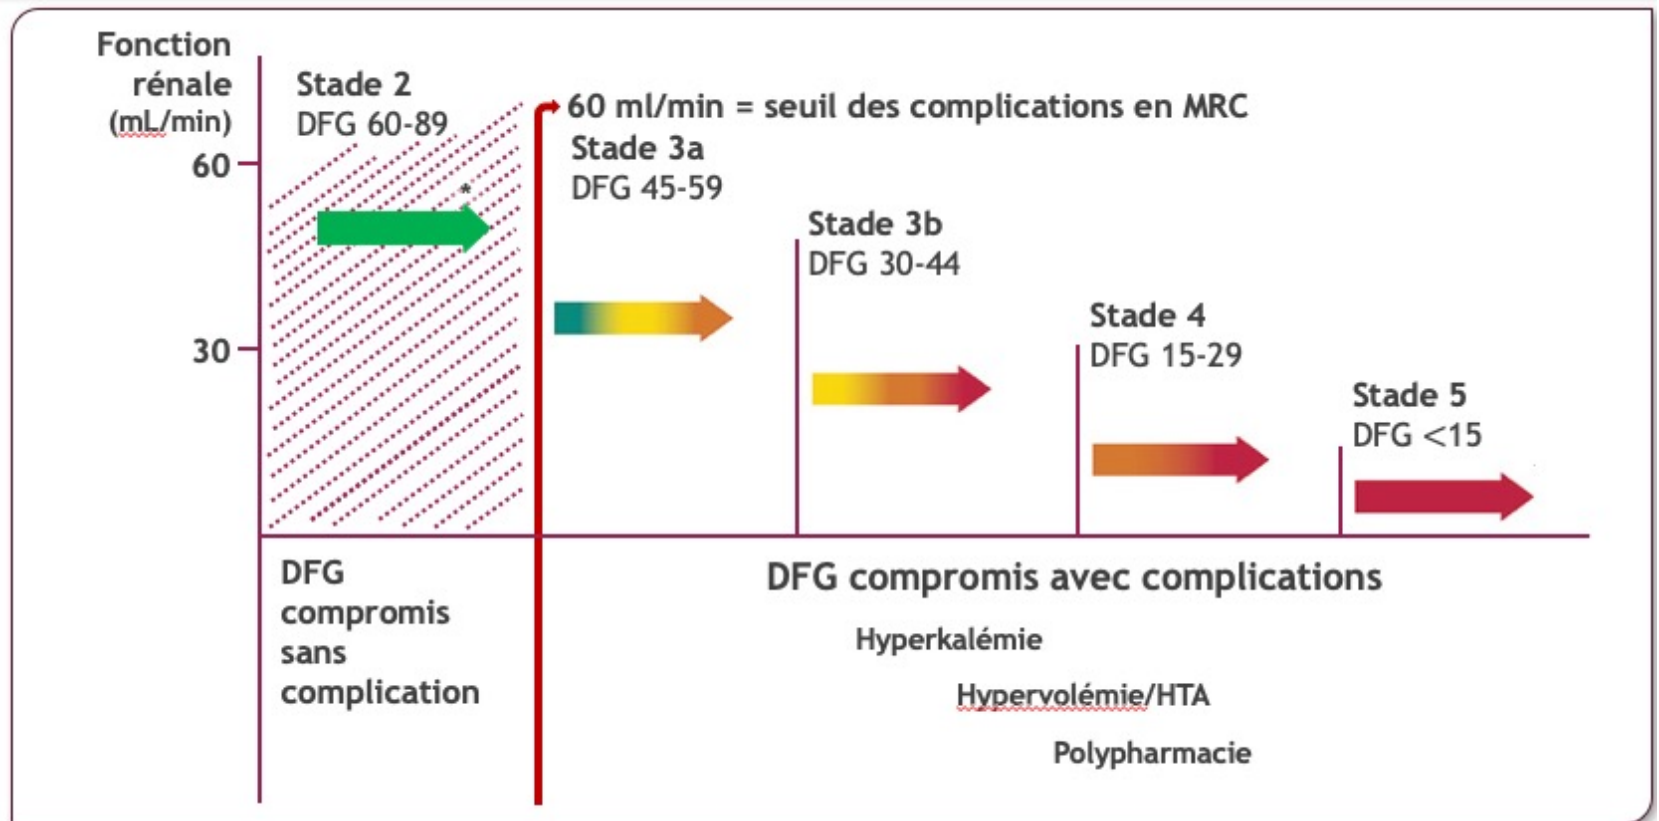 Fonction
rénale
(mL/min)
60
30
Stade 2
DFG 60-89
*
60 ml/min = seuil des complications en MRC
Stade 3a
DFG 45-59
Stade 3b
DFG 30-44
Stade 4
DFG 15-29
Stade 5
DFG <15
DFG
compromis
sans
complication
DFG compromis avec complications
Hyperkalémie
Hypervolémie/HTA
Polypharmacie